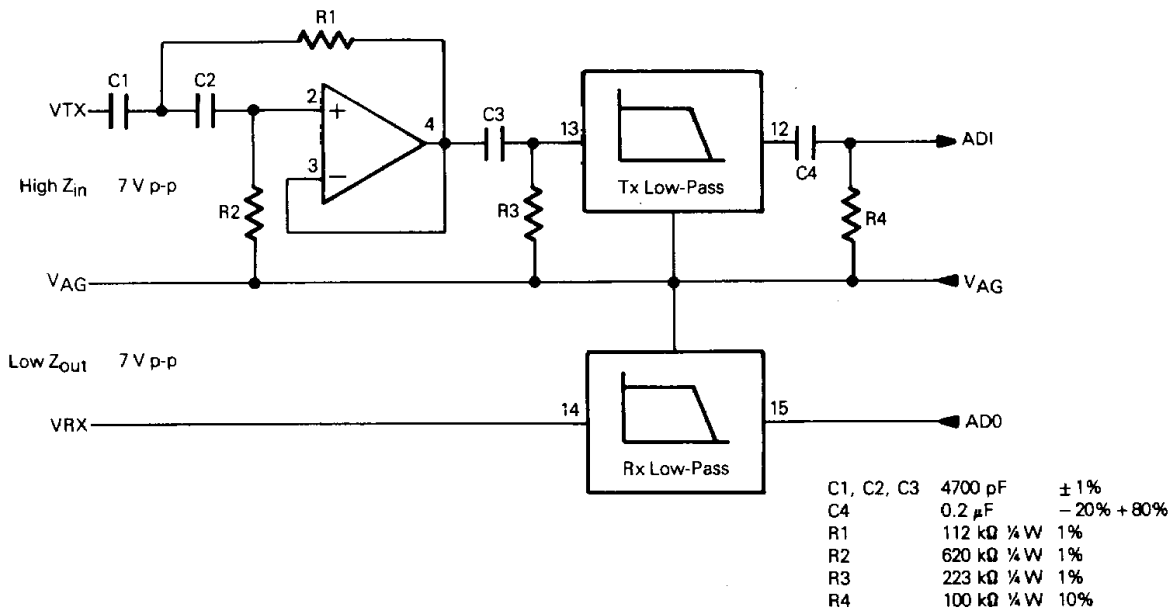 R1
C1
C2
VTX
2
+
4
C3
13
12
ADI
3
−
C4
Tx Low-Pass
High Zin 7 V p-p
R2
R3
R4
VAG
VAG
Low Zout 7 V p-p
14
15
VRX
AD0
Rx Low-Pass
C1, C2, C3 4700 pF ± 1%
C4 0.2 μF − 20% + 80%
R1 112 kΩ ¼ W 1%
R2 620 kΩ ¼ W 1%
R3 223 kΩ ¼ W 1%
R4 100 kΩ ¼ W 10%